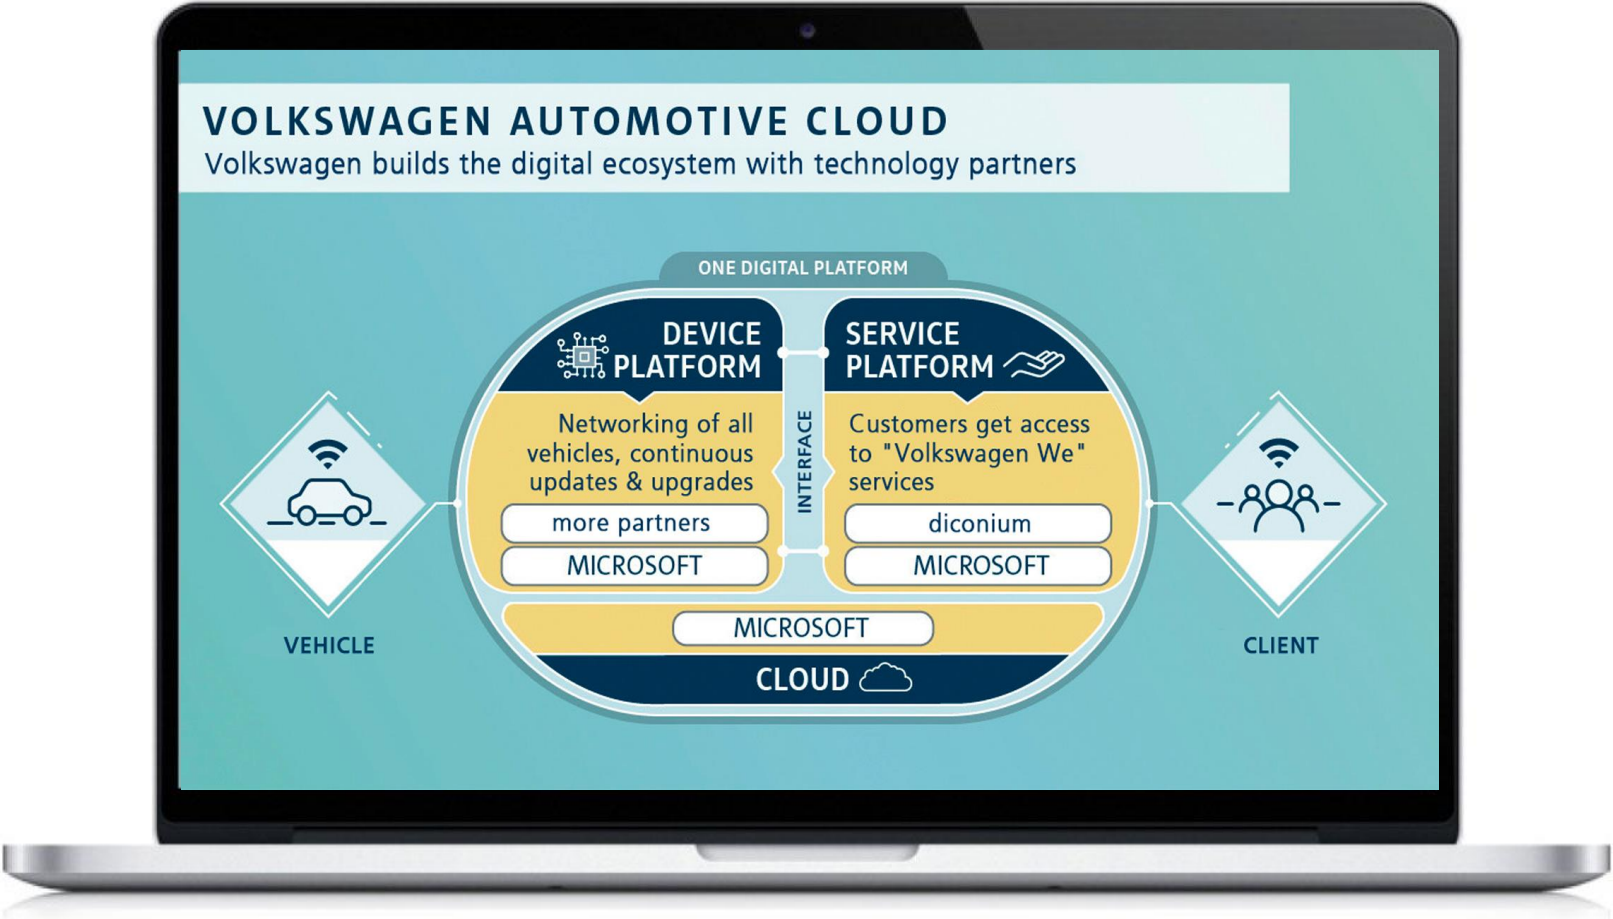 VOLKSWAGEN AUTOMOTIVE CLOUD
Volkswagen builds the digital ecosystem with technology partners
ONE DIGITAL PLATFORM
DEVICE
PLATFORM
Networking of all
vehicles, continuous
updates & upgrades
more partners
MICROSOFT
INTERFACE
SERVICE
PLATFORM
Customers get access
to "Volkswagen We"
services
diconium
MICROSOFT
MICROSOFT
CLOUD
VEHICLE
CLIENT